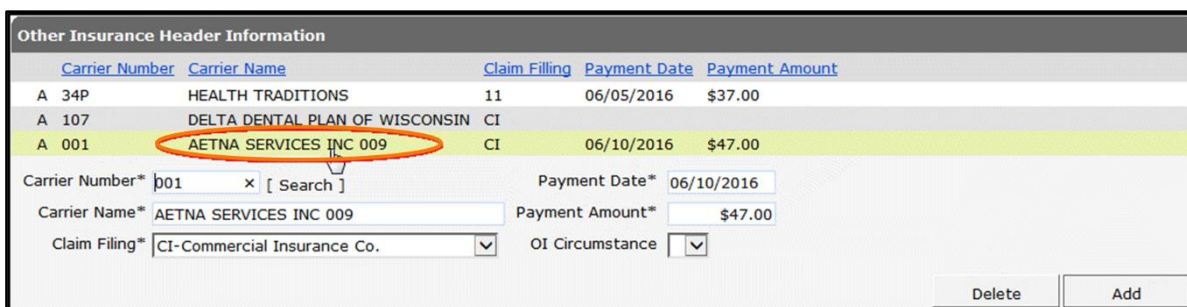 Other Insurance Header Information
Carrier Number Carrier Name Claim Filling Payment Date Payment Amount
A 34P HEALTH TRADITIONS 11 06/05/2016 $37.00
A 107 DELTA DENTAL PLAN OF WISCONSIN CI
A 001 AETNA SERVICES INC 009 CI 06/10/2016 $47.00
Carrier Number* 001 × [ Search ] Payment Date* 06/10/2016
Carrier Name* AETNA SERVICES INC 009 Payment Amount* $47.00
Claim Filing* CI-Commercial Insurance Co. OI Circumstance
Delete Add